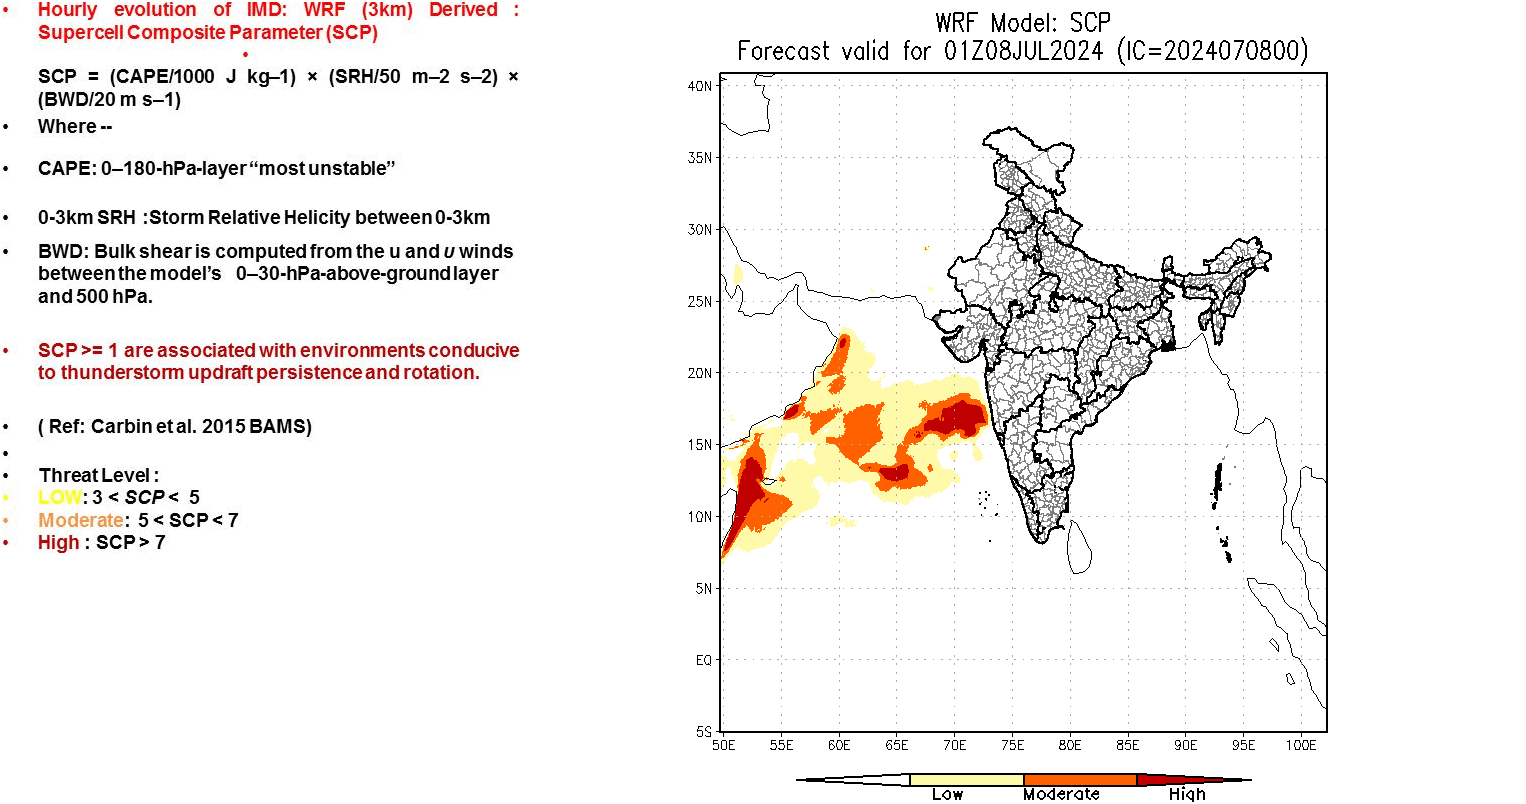 Hourly evolution of IMD: WRF (3km) Derived :
Supercell Composite Parameter (SCP)
SCP = (CAPE/1000 J kg–1) × (SRH/50 m–2 s–2) ×
(BWD/20 m s–1)
Where --
CAPE: 0–180-hPa-layer “most unstable”
0-3km SRH :Storm Relative Helicity between 0-3km
BWD: Bulk shear is computed from the u and υ winds
between the model’s 0–30-hPa-above-ground layer
and 500 hPa.
SCP >= 1 are associated with environments conducive
to thunderstorm updraft persistence and rotation.
( Ref: Carbin et al. 2015 BAMS)
Threat Level :
LOW: 3 < SCP < 5
Moderate: 5 < SCP < 7
High : SCP > 7
WRF Model: SCP
Forecast valid for 01Z08JUL2024 (IC=2024070800)
40N
35N
30N
25N
20N
15N
10N
5N
EQ
5S
50E 55E 60E 65E 70E 75E 80E 85E 90E 95E 100E
Low Moderate High